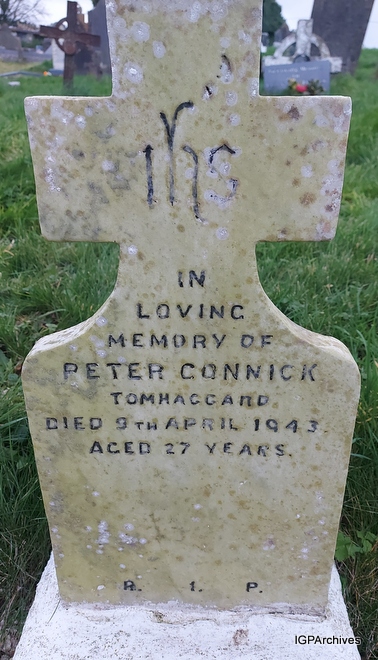 IHS
IN
LOVING
MEMORY OF
PETER CONNICK
TOMHAGGARD
DIED 9TH APRIL 1943.
AGED 27 YEARS.
R. I. P.
IGPArchives